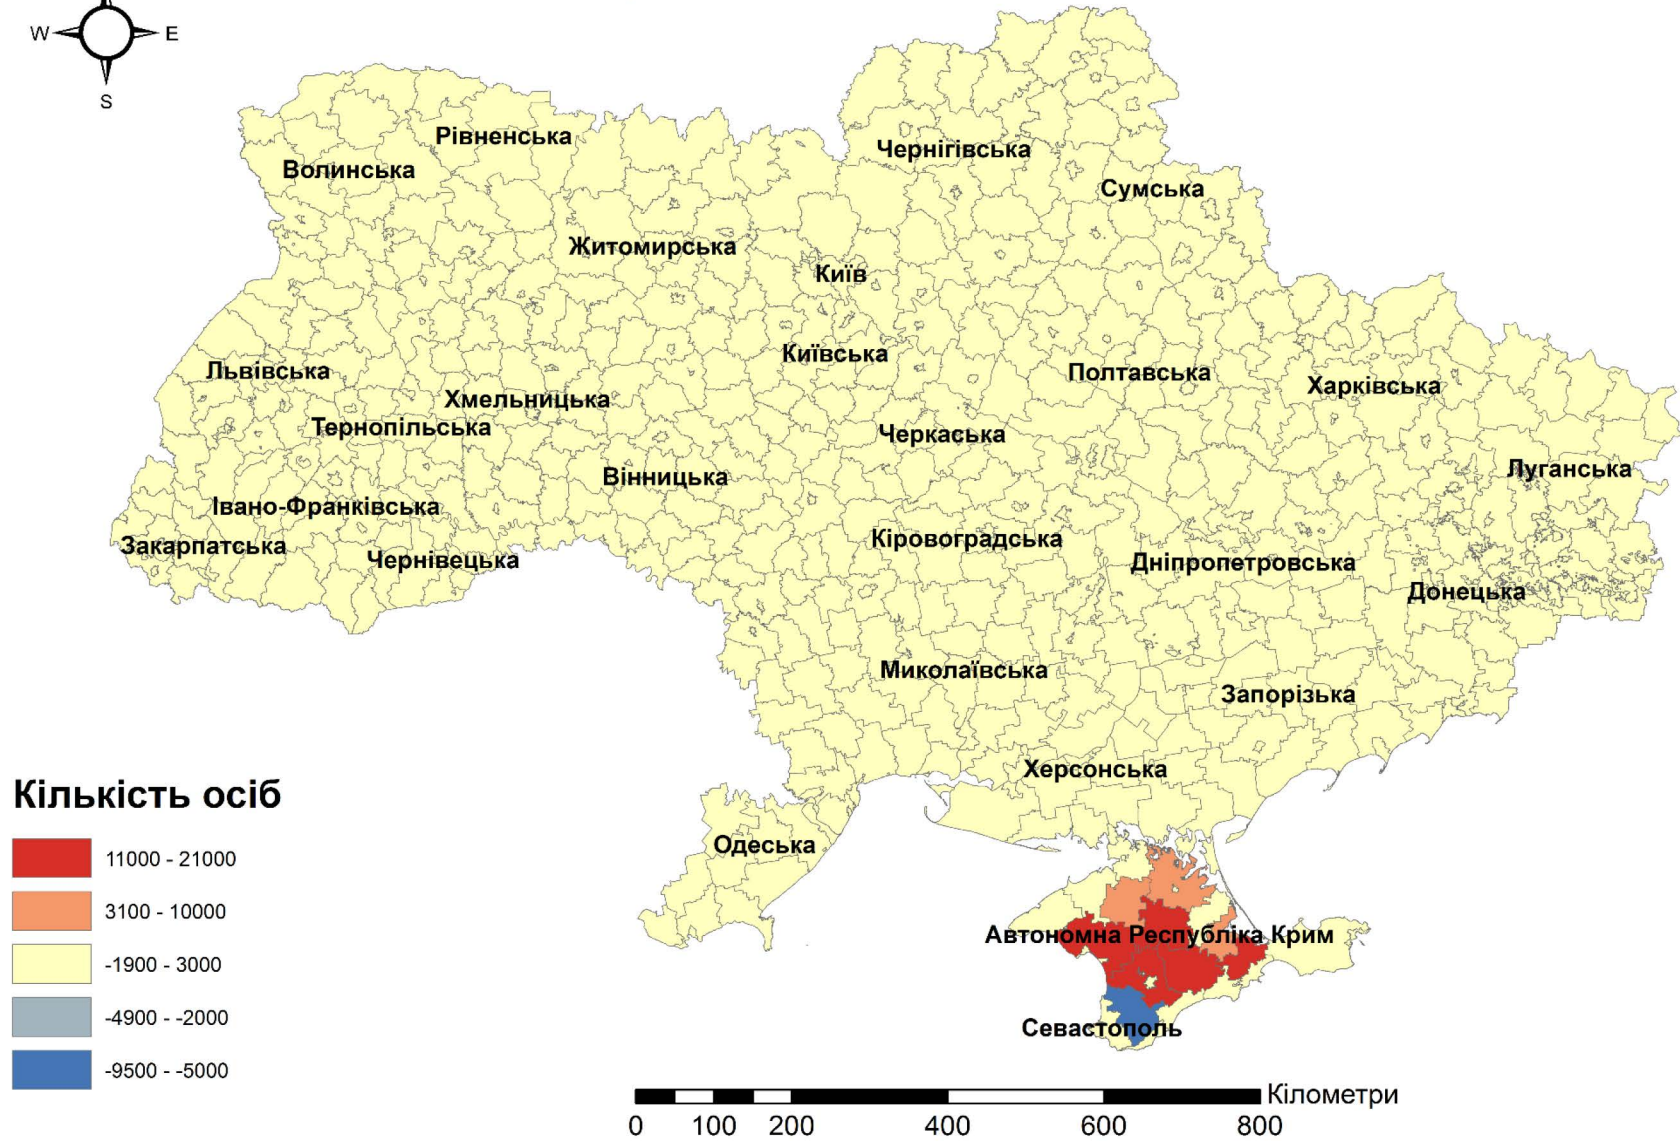 W E
S
Рівненська
Волинська
Чернігівська
Сумська
Житомирська
Київ
Київська
Львівська
Хмельницька
Тернопільська
Полтавська
Харківська
Черкаська
Вінницька
Луганська
Івано-Франківська
Закарпатська
Чернівецька
Кіровоградська
Дніпропетровська
Донецька
Миколаївська
Запорізька
Херсонська
Одеська
Автономна Республіка Крим
Севастополь
Кількість осіб
11000 - 21000
3100 - 10000
-1900 - 3000
-4900 - -2000
-9500 - -5000
Кілометри
0 100 200 400 600 800